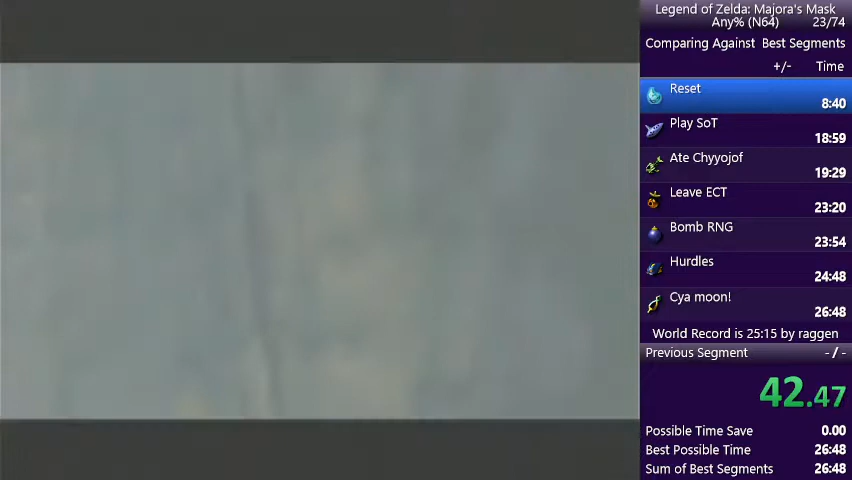 Legend of Zelda: Majora's Mask
Any% (N64) 23/74
Comparing Against Best Segments
+/- Time
Reset 8:40
Play SoT 18:59
Ate Chyyojof 19:29
Leave ECT 23:20
Bomb RNG 23:54
Hurdles 24:48
Cya moon! 26:48
World Record is 25:15 by raggen
Previous Segment - / -
42.47
Possible Time Save 0.00
Best Possible Time 26:48
Sum of Best Segments 26:48